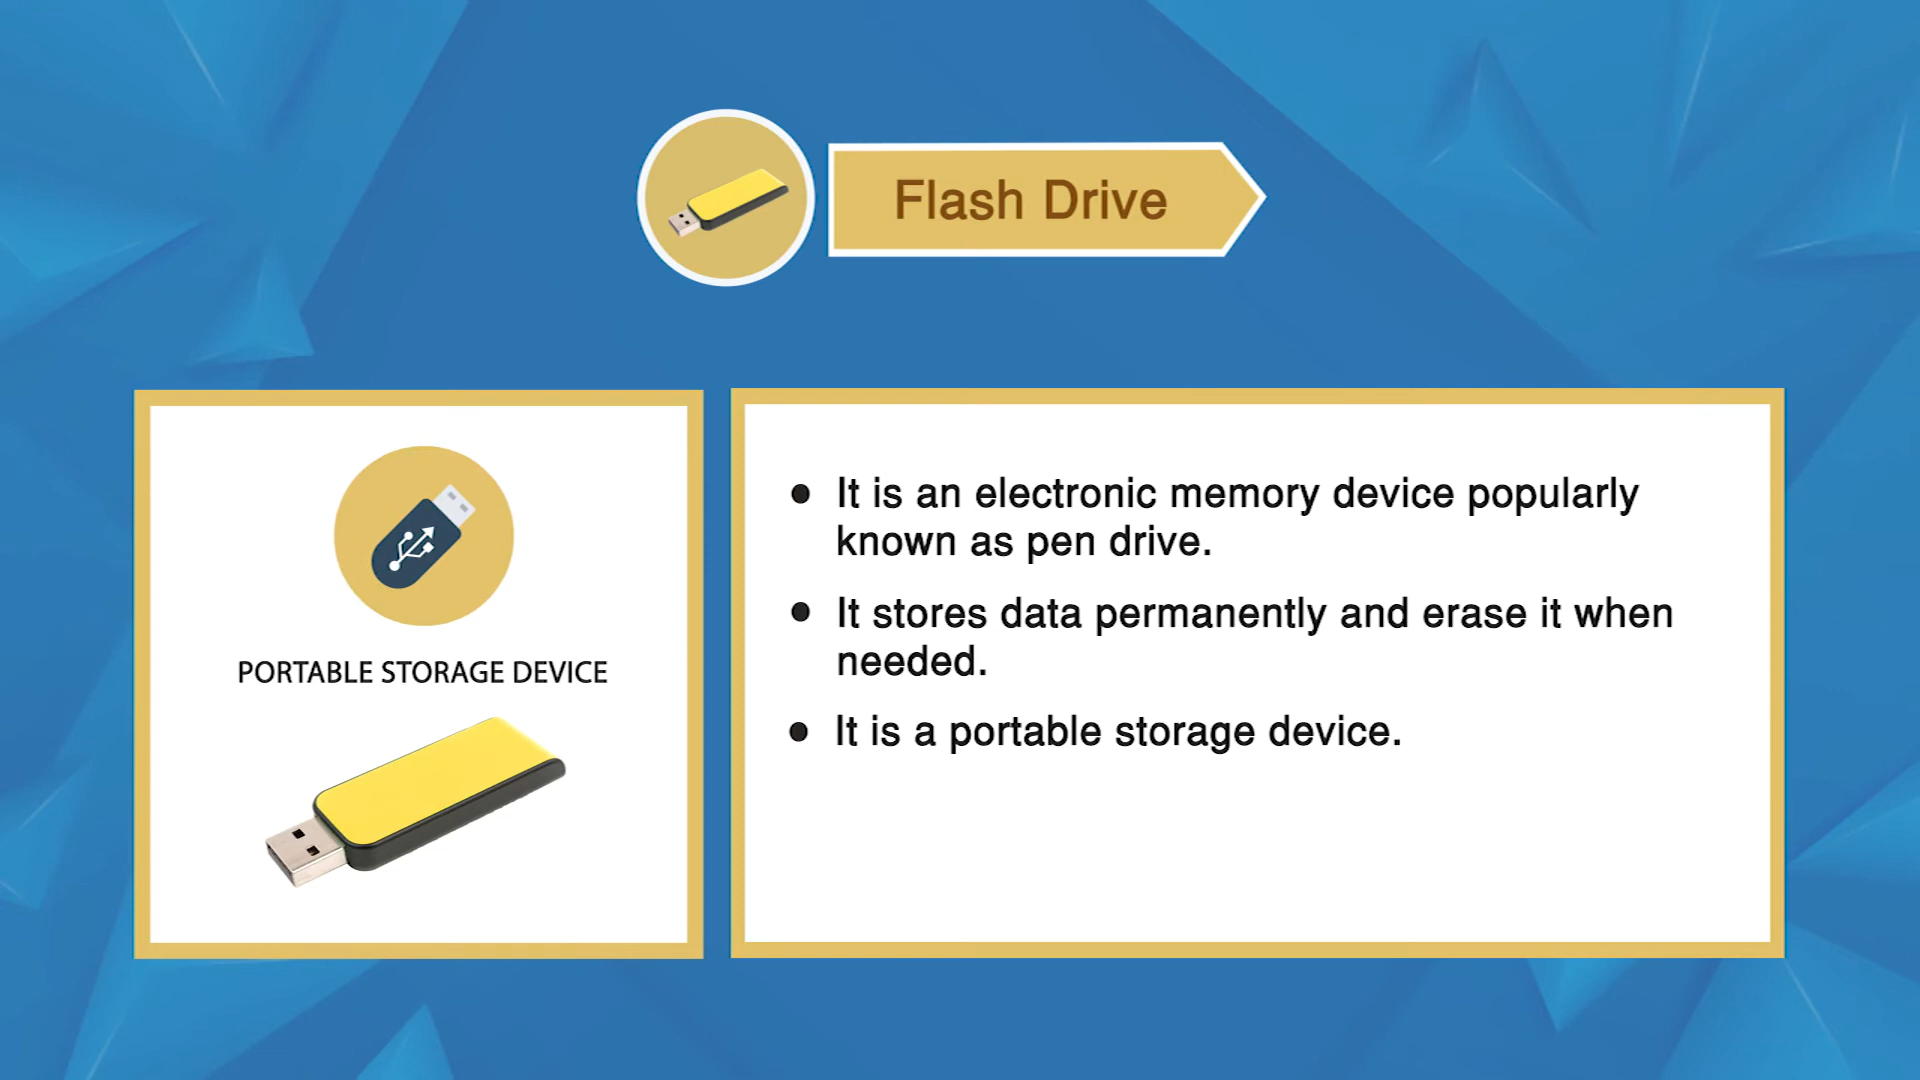 Flash Drive
PORTABLE STORAGE DEVICE
● It is an electronic memory device popularly
known as pen drive.
● It stores data permanently and erase it when
needed.
● It is a portable storage device.